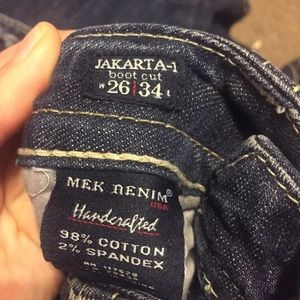 JAKARTA-1
boot cut
W 26|34 L
MEK DENIM®
USA
Handcrafted
98% COTTON
2% SPANDEX